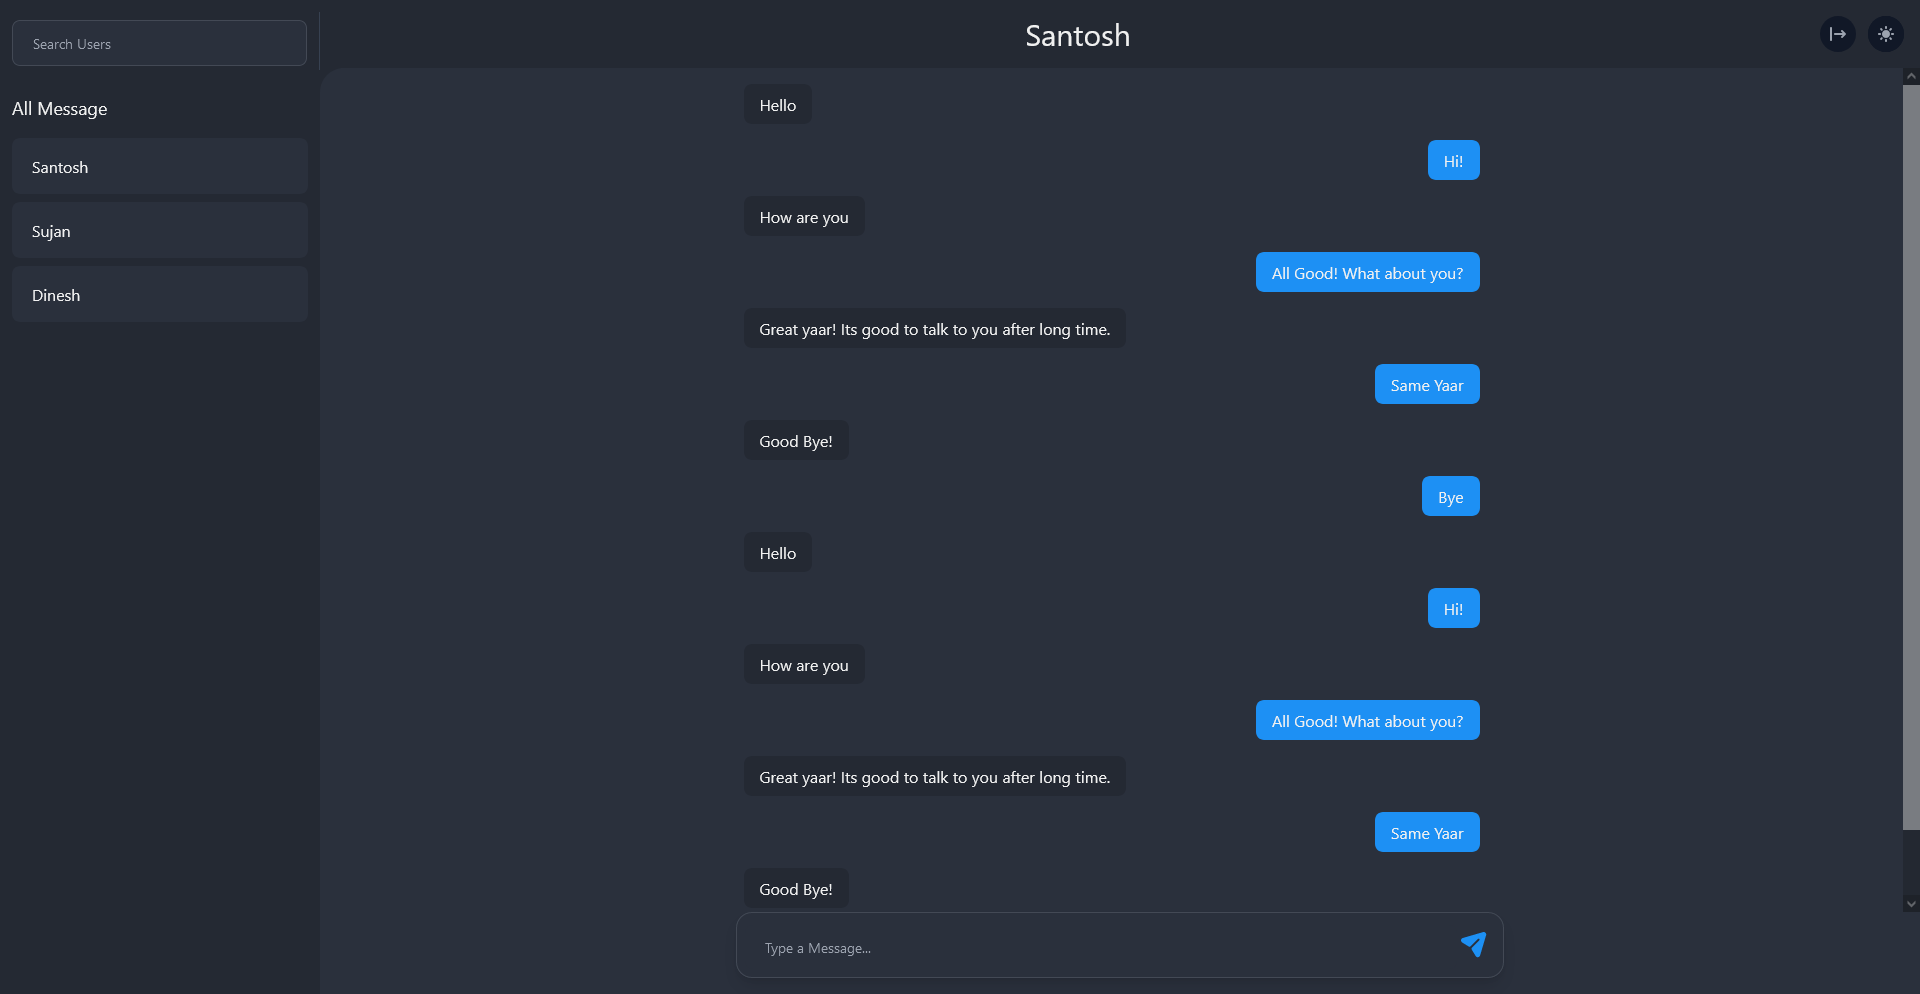 Search Users
All Message
Santosh
Sujan
Dinesh
Santosh
Hello
Hi!
How are you
All Good! What about you?
Great yaar! Its good to talk to you after long time.
Same Yaar
Good Bye!
Bye
Hello
Hi!
How are you
All Good! What about you?
Great yaar! Its good to talk to you after long time.
Same Yaar
Good Bye!
Type a Message...